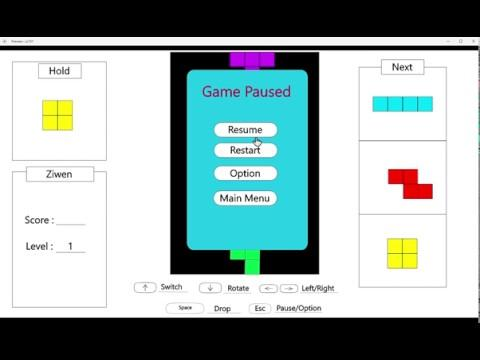 Hold
Ziwen
Score :
Level : 1
Game Paused
Resume
Restart
Option
Main Menu
Next
Switch
Rotate
Left/Right
Space
Drop
Esc
Pause/Option